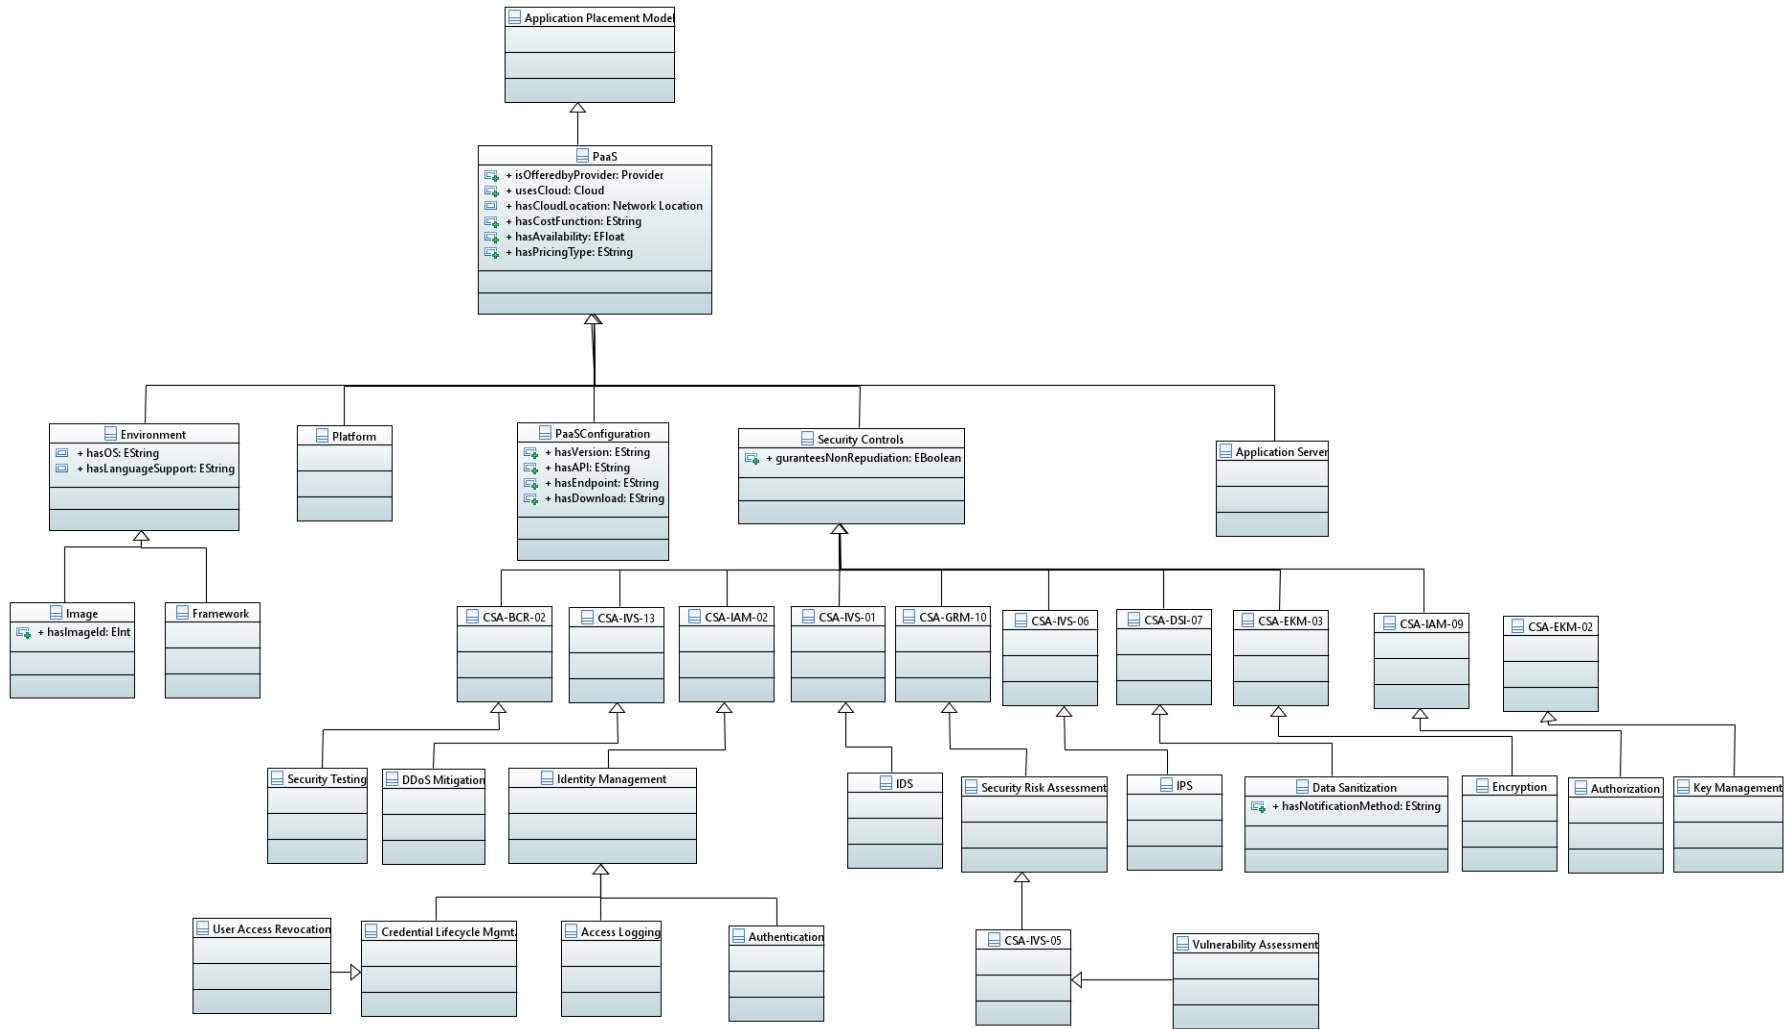 Application Placement Model
PaaS
+ isOfferedbyProvider: Provider
+ usesCloud: Cloud
+ hasCloudLocation: Network Location
+ hasCostFunction: EString
+ hasAvailability: EFloat
+ hasPricingType: EString
Environment
+ hasOS: EString
+ hasLanguageSupport: EString
Platform
PaaSConfiguration
+ hasVersion: EString
+ hasAPI: EString
+ hasEndpoint: EString
+ hasDownload: EString
Security Controls
+ guranteesNonRepudiation: EBoolean
Application Server
Image
+ hasImageId: EInt
Framework
CSA-BCR-02
CSA-IVS-13
CSA-IAM-02
CSA-IVS-01
CSA-GRM-10
CSA-IVS-06
CSA-DSI-07
CSA-EKM-03
CSA-IAM-09
CSA-EKM-02
Security Testing
DDoS Mitigation
Identity Management
IDS
Security Risk Assessment
IPS
Data Sanitization
+ hasNotificationMethod: EString
Encryption
Authorization
Key Management
User Access Revocation
Credential Lifecycle Mgmt.
Access Logging
Authentication
CSA-IVS-05
Vulnerability Assessment